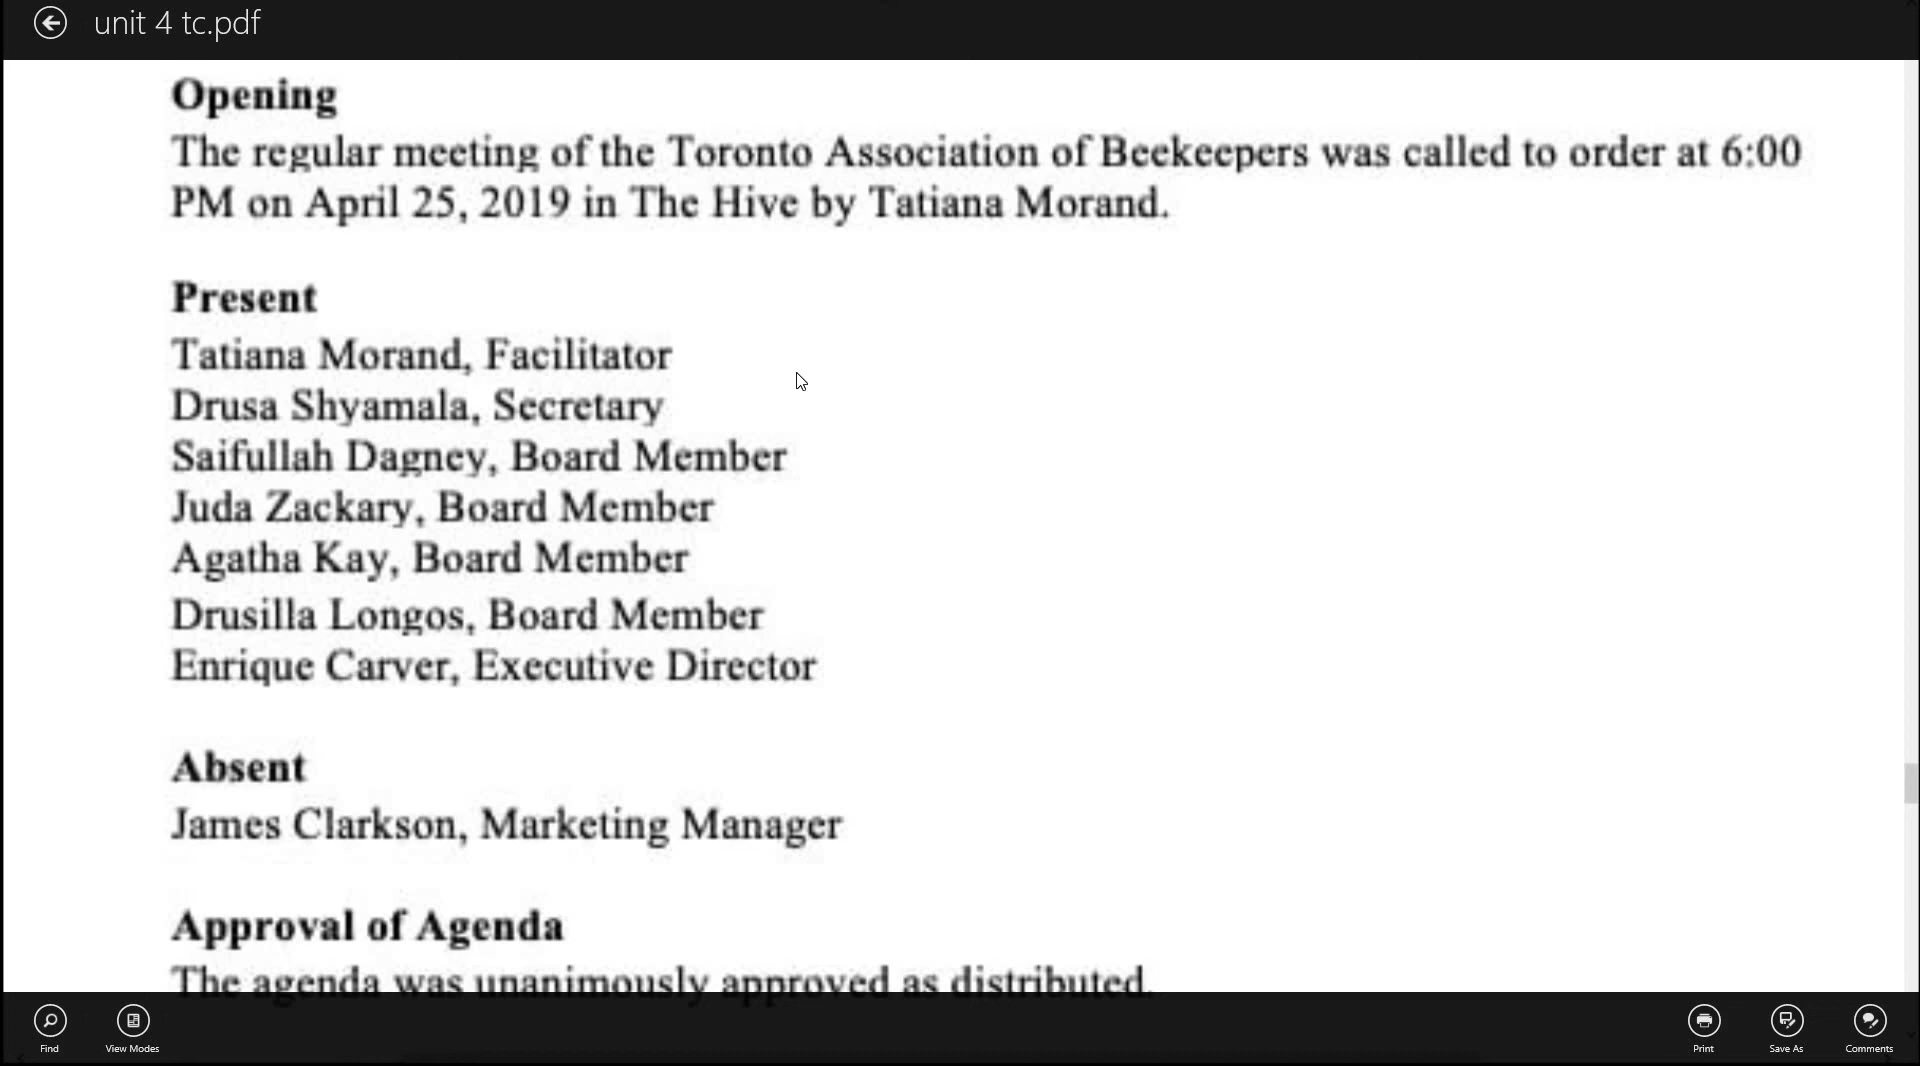 unit 4 tc.pdf
Opening
The regular meeting of the Toronto Association of Beekeepers was called to order at 6:00
PM on April 25, 2019 in The Hive by Tatiana Morand.
Present
Tatiana Morand, Facilitator
Drusa Shyamala, Secretary
Saifullah Dagney, Board Member
Juda Zackary, Board Member
Agatha Kay, Board Member
Drusilla Longos, Board Member
Enrique Carver, Executive Director
Absent
James Clarkson, Marketing Manager
Approval of Agenda
The agenda was unanimously approved as distributed.
Find View Modes Print Save As Comments